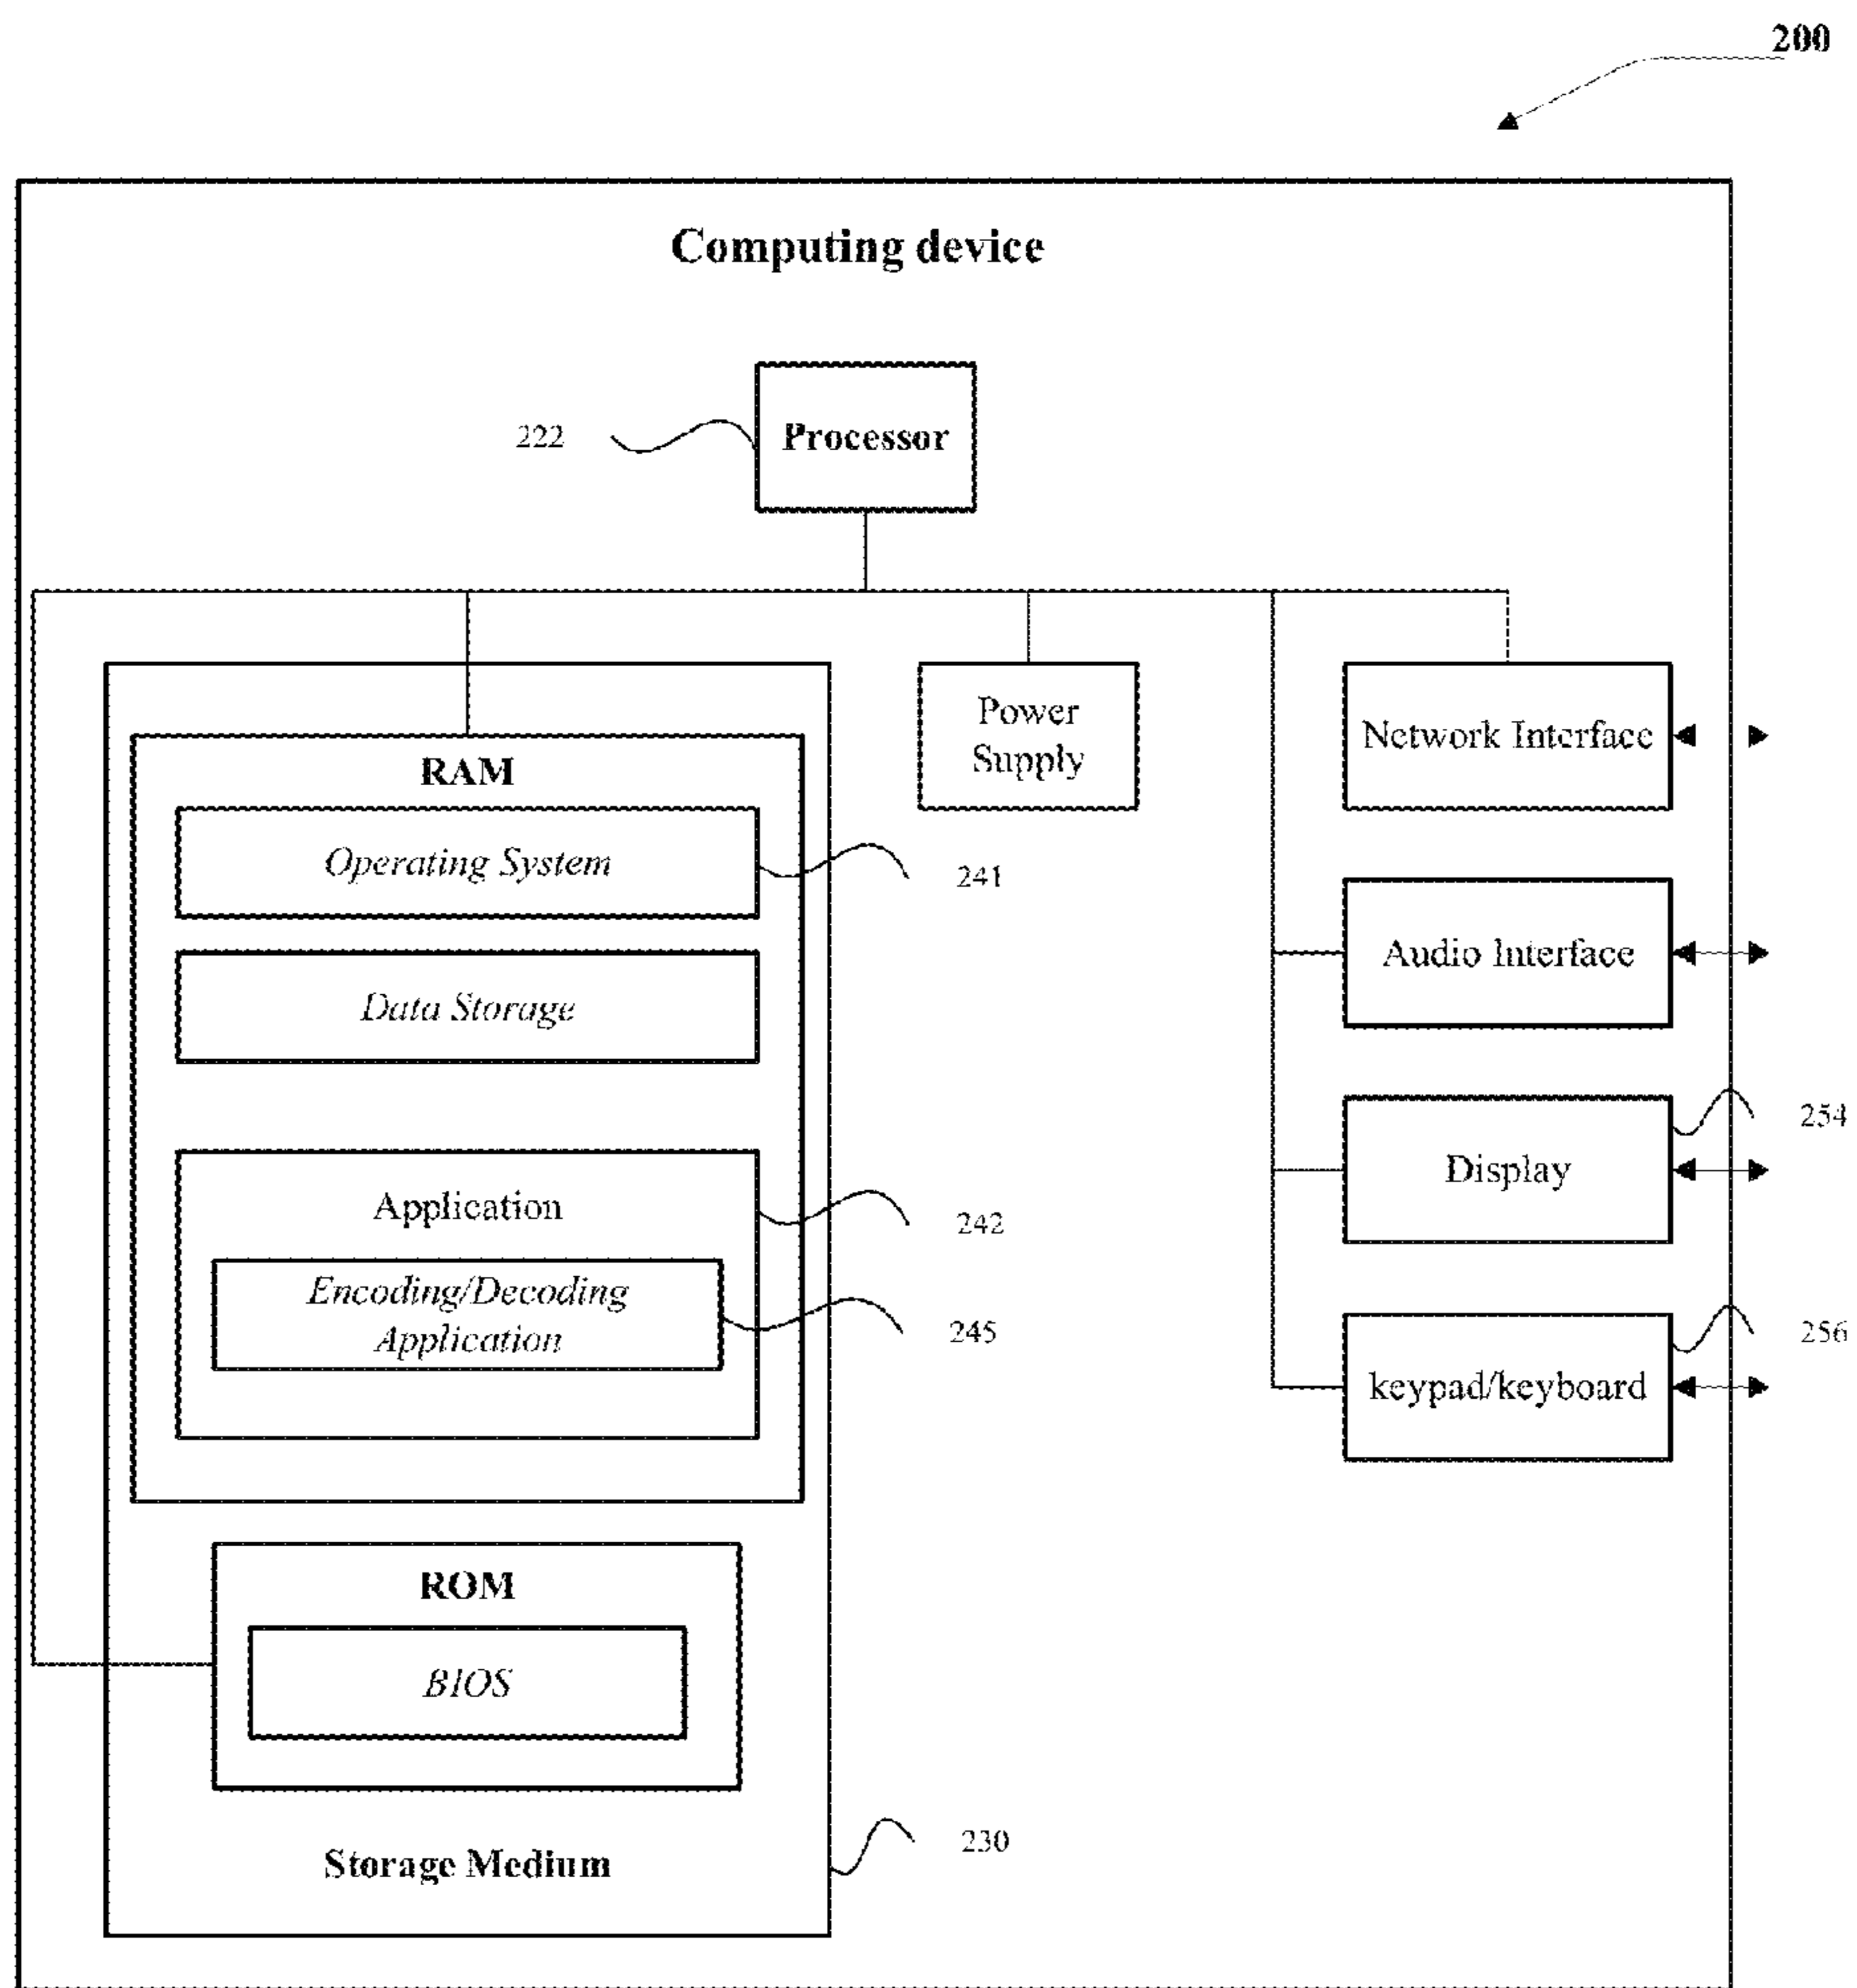 200
Computing device
222
Processor
Power
Supply
Network Interface
RAM
Operating System
241
Data Storage
Audio Interface
254
Display
Application
242
Encoding/Decoding
Application
245
256
keypad/keyboard
ROM
BIOS
230
Storage Medium